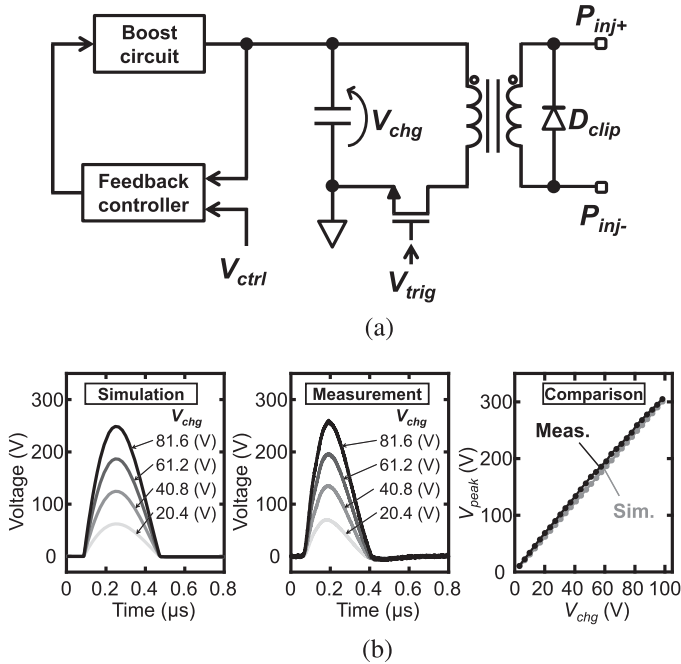 Boost
circuit
Feedback
controller
V_ctrl
V_chg
V_trig
D_clip
P_inj+
P_inj-
(a)
Simulation
V_chg
81.6 (V)
61.2 (V)
40.8 (V)
20.4 (V)
Voltage (V)
300
200
100
0
0 0.2 0.4 0.6 0.8
Time (μs)
Measurement
V_chg
81.6 (V)
61.2 (V)
40.8 (V)
20.4 (V)
Voltage (V)
300
200
100
0
0 0.2 0.4 0.6 0.8
Time (μs)
Comparison
Meas.
Sim.
V_peak (V)
300
200
100
0
0 20 40 60 80 100
V_chg (V)
(b)